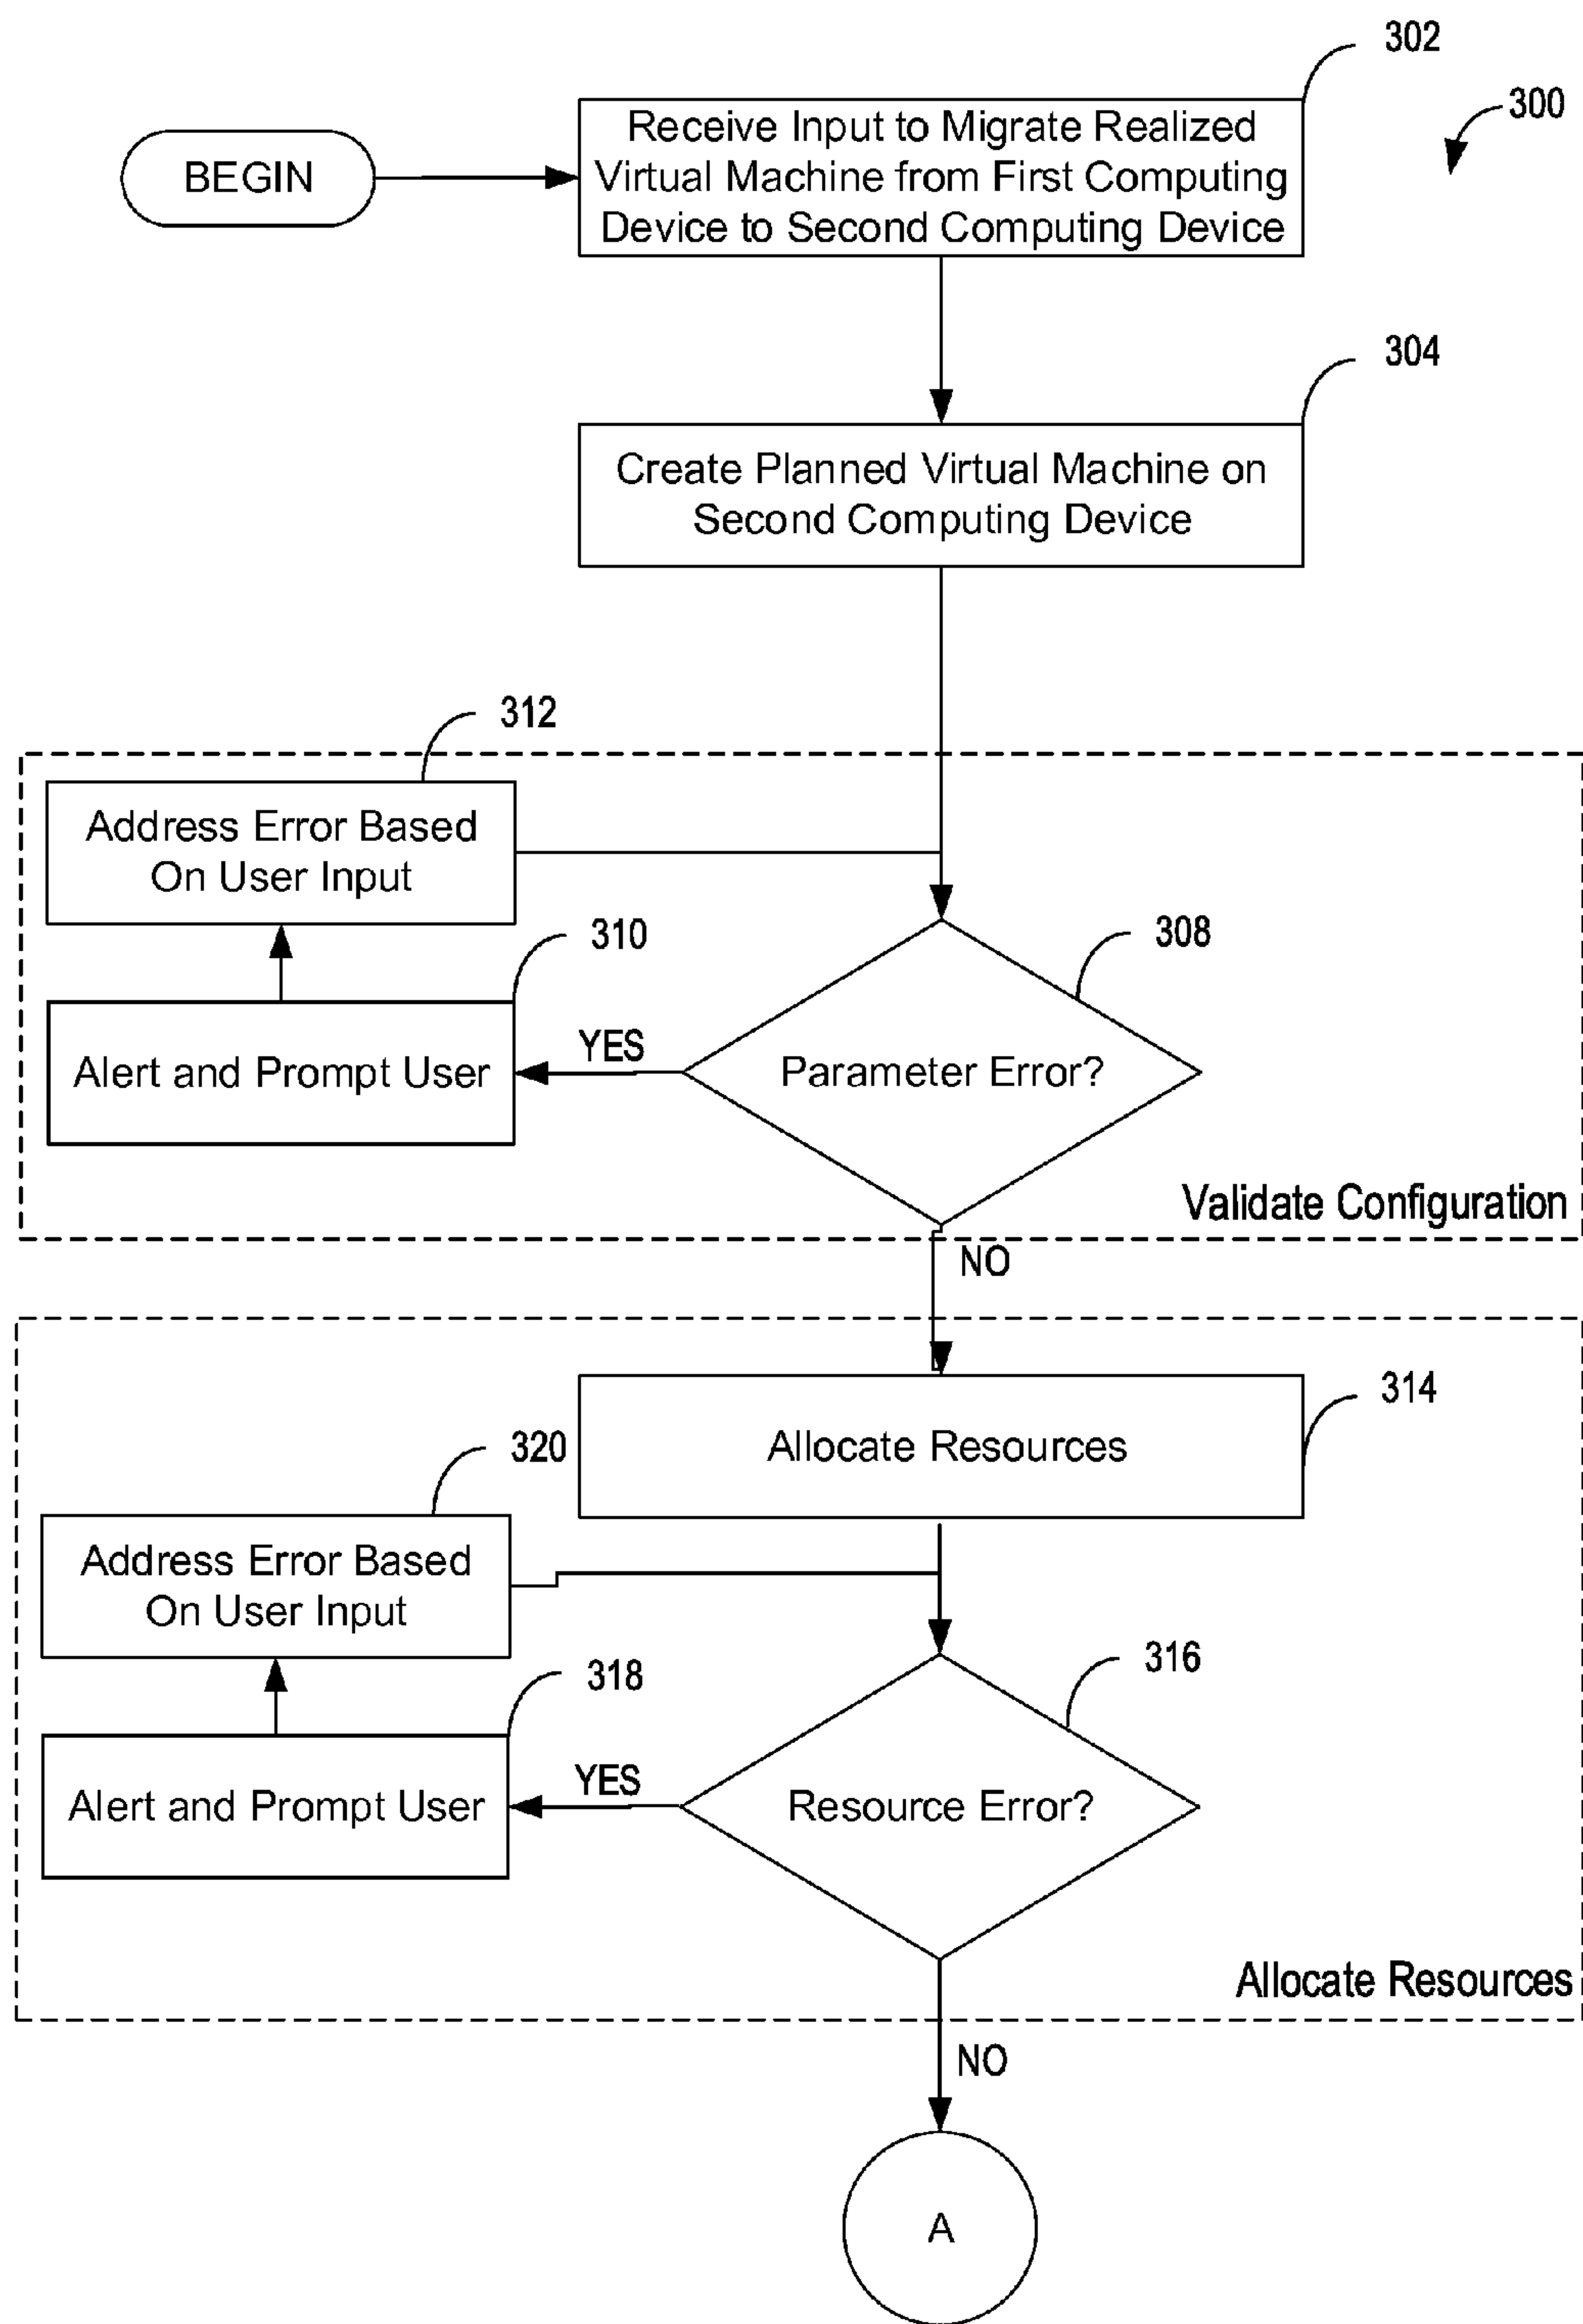 302
300
BEGIN
Receive Input to Migrate Realized
Virtual Machine from First Computing
Device to Second Computing Device
304
Create Planned Virtual Machine on
Second Computing Device
312
Address Error Based
On User Input
310
308
YES
Alert and Prompt User
Parameter Error?
Validate Configuration
NO
314
Allocate Resources
320
Address Error Based
On User Input
318
316
YES
Alert and Prompt User
Resource Error?
Allocate Resources
NO
A